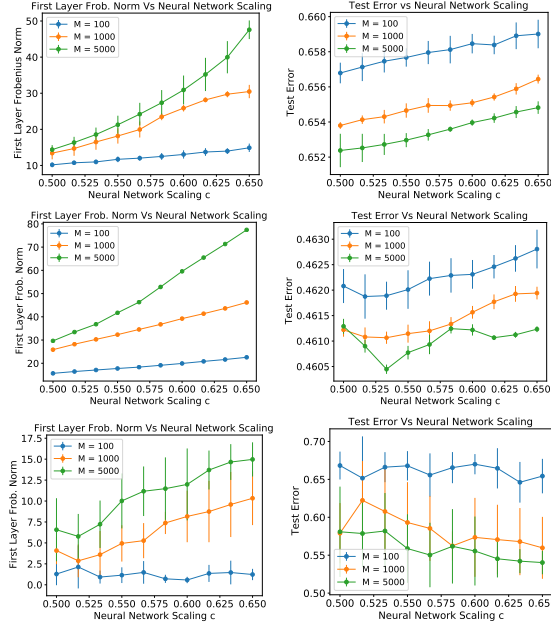 First Layer Frob. Norm Vs Neural Network Scaling
First Layer Frobenius Norm
50
40
30
20
10
M = 100
M = 1000
M = 5000
0.500 0.525 0.550 0.575 0.600 0.625 0.650
Neural Network Scaling c
Test Error vs Neural Network Scaling
Test Error
0.660
0.658
0.656
0.654
0.652
M = 100
M = 1000
M = 5000
0.500 0.525 0.550 0.575 0.600 0.625 0.650
Neural Network Scaling c
First Layer Frob. Norm Vs Neural Network Scaling
First Layer Frob. Norm
80
70
60
50
40
30
20
M = 100
M = 1000
M = 5000
0.500 0.525 0.550 0.575 0.600 0.625 0.650
Neural Network Scaling c
Test Error Vs Neural Network Scaling
Test Error
0.4630
0.4625
0.4620
0.4615
0.4610
0.4605
M = 100
M = 1000
M = 5000
0.500 0.525 0.550 0.575 0.600 0.625 0.650
Neural Network Scaling c
First Layer Frob. Norm Vs Neural Network Scaling
First Layer Frob. Norm
17.5
15.0
12.5
10.0
7.5
5.0
2.5
0.0
M = 100
M = 1000
M = 5000
0.500 0.525 0.550 0.575 0.600 0.625 0.650
Neural Network Scaling c
Test Error Vs Neural Network Scaling
Test Error
0.70
0.65
0.60
0.55
0.50
M = 100
M = 1000
M = 5000
0.500 0.525 0.550 0.575 0.600 0.625 0.650
Neural Network Scaling c